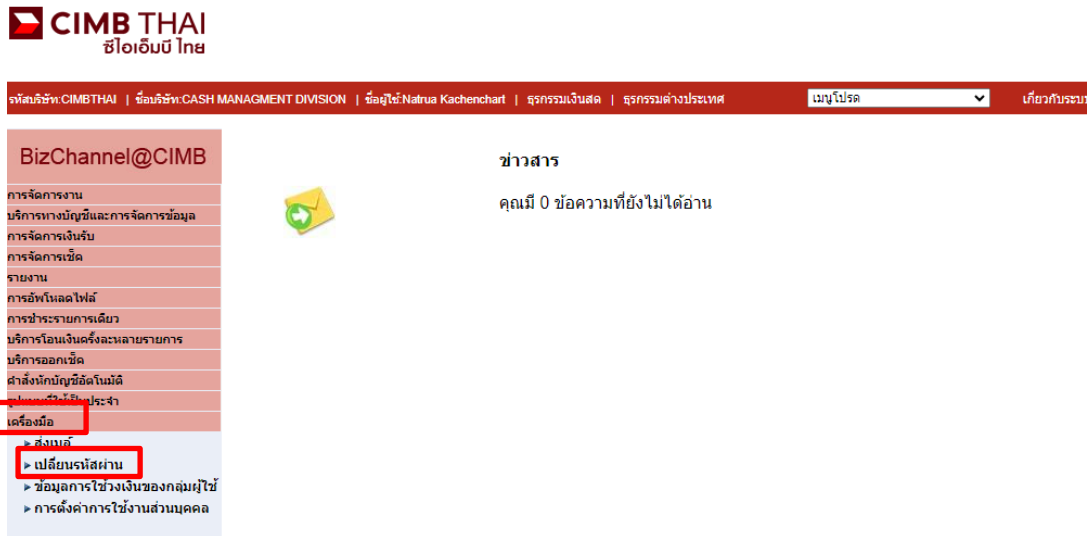 CIMB THAI
ซีไอเอ็มบี ไทย
รหัสบริษัท:CIMBTHAI | ชื่อบริษัท:CASH MANAGMENT DIVISION | ชื่อผู้ใช้:Natrua Kachenchart | ธุรกรรมเงินสด | ธุรกรรมต่างประเทศ
เมนูโปรด
เกี่ยวกับระบบ
BizChannel@CIMB
ข่าวสาร
คุณมี 0 ข้อความที่ยังไม่ได้อ่าน
การจัดการงาน
บริการทางบัญชีและการจัดการข้อมูล
การจัดการเงินรับ
การจัดการเช็ค
รายงาน
การอัพโหลดไฟล์
การชำระรายการเดียว
บริการโอนเงินครั้งละหลายรายการ
บริการออกเช็ค
คำสั่งหักบัญชีอัตโนมัติ
รูปแบบที่ใช้เป็นประจำ
เครื่องมือ
ส่งเมล์
เปลี่ยนรหัสผ่าน
ข้อมูลการใช้วงเงินของกลุ่มผู้ใช้
การตั้งค่าการใช้งานส่วนบุคคล